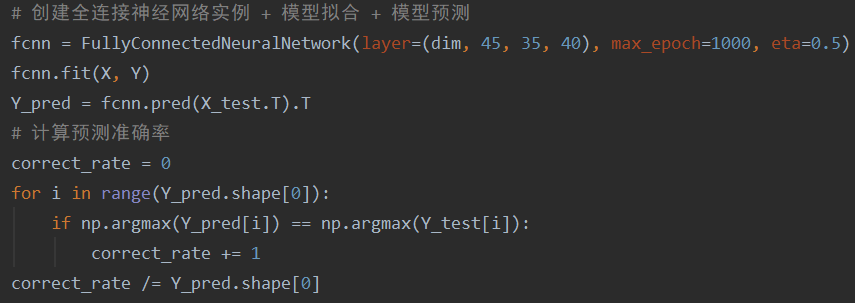 # 创建全连接神经网络实例 + 模型拟合 + 模型预测
fcnn = FullyConnectedNeuralNetwork(layer=(dim, 45, 35, 40), max_epoch=1000, eta=0.5)
fcnn.fit(X, Y)
Y_pred = fcnn.pred(X_test.T).T
# 计算预测准确率
correct_rate = 0
for i in range(Y_pred.shape[0]):
    if np.argmax(Y_pred[i]) == np.argmax(Y_test[i]):
        correct_rate += 1
correct_rate /= Y_pred.shape[0]